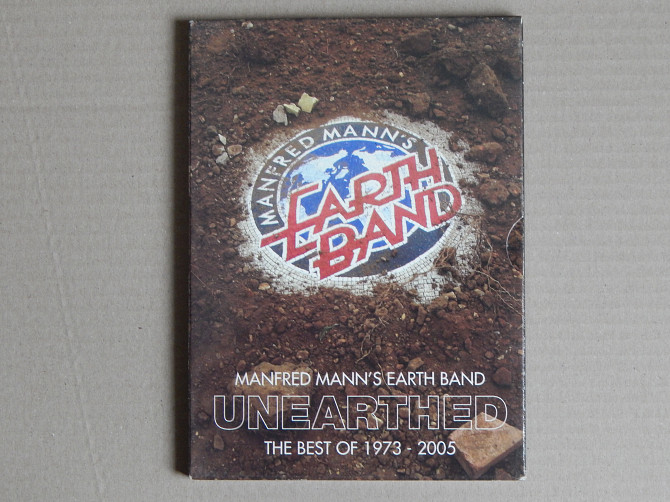 MANFRED MANN'S
EARTH
BAND
MANFRED MANN'S EARTH BAND
UNEARTHED
THE BEST OF 1973 - 2005